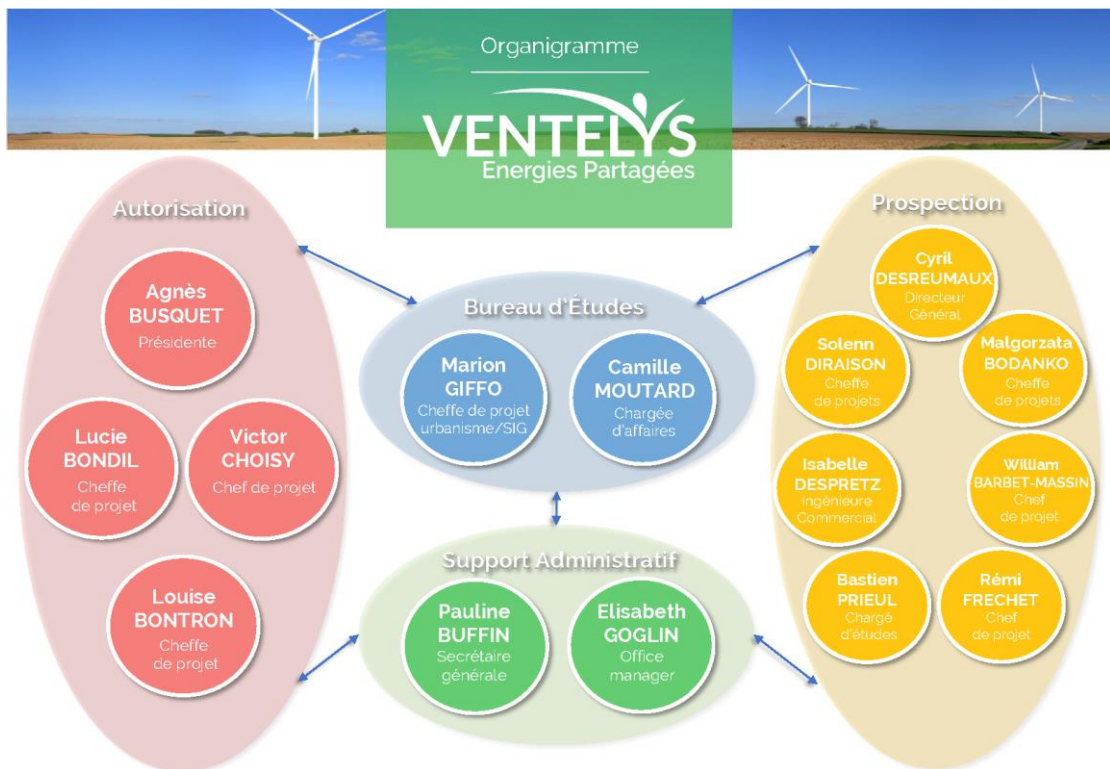 Organigramme
VENTELYS
Energies Partagées
Autorisation
Agnès
BUSQUET
Présidente
Lucie
BONDIL
Cheffe
de projet
Victor
CHOISY
Chef de projet
Louise
BONTRON
Cheffe
de projet
Bureau d'Études
Marion
GIFFO
Cheffe de projet
urbanisme/SIG
Camille
MOUTARD
Chargée
d'affaires
Support Administratif
Pauline
BUFFIN
Secrétaire
générale
Elisabeth
GOGLIN
Office
manager
Prospection
Cyril
DESREUMAUX
Directeur
Général
Solenn
DIRAISON
Cheffe
de projets
Malgorzata
BODANKO
Cheffe
de projets
Isabelle
DESPRETZ
Ingénieure
Commercial
William
BARBET-MASSIN
Chef
de projet
Bastien
PRIEUL
Chargé
d'études
Rémi
FRECHET
Chef
de projet